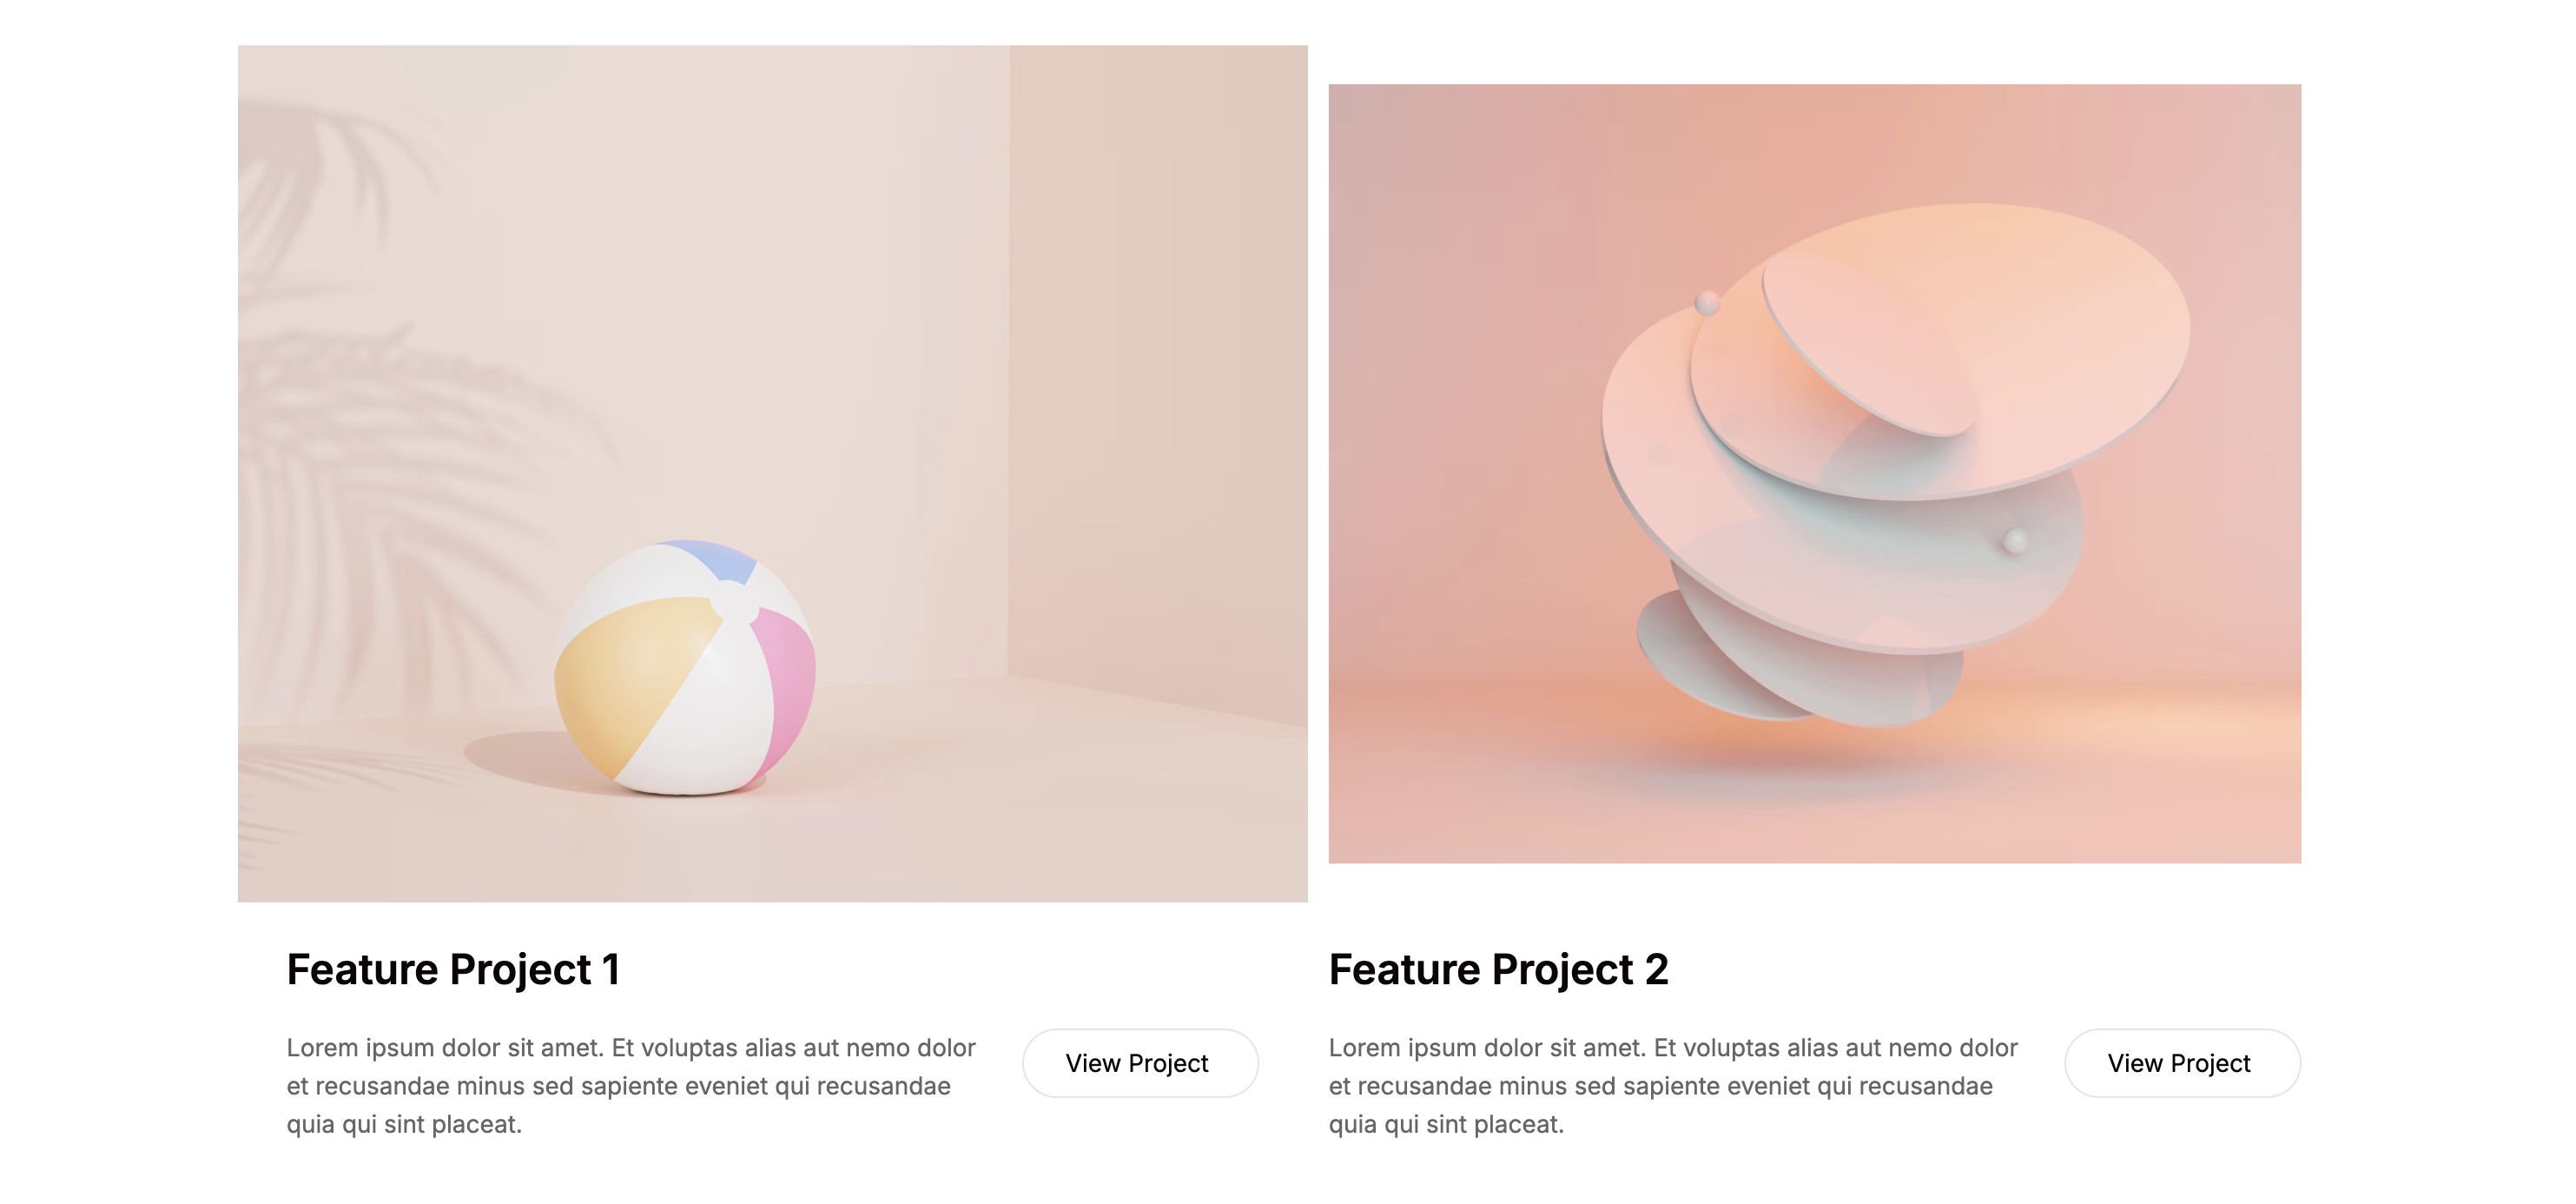 Feature Project 1
Lorem ipsum dolor sit amet. Et voluptas alias aut nemo dolor
et recusandae minus sed sapiente eveniet qui recusandae
quia qui sint placeat.
View Project
Feature Project 2
Lorem ipsum dolor sit amet. Et voluptas alias aut nemo dolor
et recusandae minus sed sapiente eveniet qui recusandae
quia qui sint placeat.
View Project